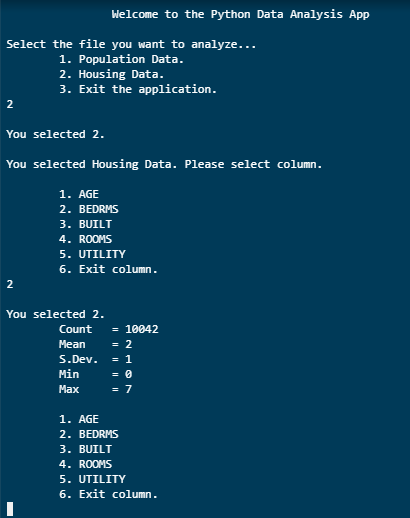 Welcome to the Python Data Analysis App
Select the file you want to analyze...
1. Population Data.
2. Housing Data.
3. Exit the application.
2
You selected 2.
You selected Housing Data. Please select column.
1. AGE
2. BEDRMS
3. BUILT
4. ROOMS
5. UTILITY
6. Exit column.
2
You selected 2.
Count = 10042
Mean = 2
S.Dev. = 1
Min = 0
Max = 7
1. AGE
2. BEDRMS
3. BUILT
4. ROOMS
5. UTILITY
6. Exit column.